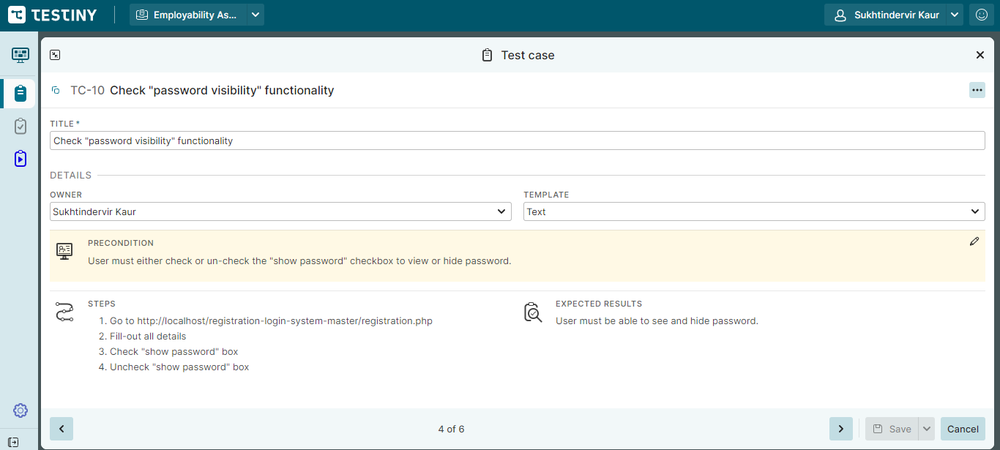 TESTINY
Employability As...
Sukhtindervir Kaur
Test case
TC-10 Check "password visibility" functionality
TITLE *
Check "password visibility" functionality
DETAILS
OWNER
TEMPLATE
Sukhtindervir Kaur
Text
PRECONDITION
User must either check or un-check the "show password" checkbox to view or hide password.
STEPS
1. Go to http://localhost/registration-login-system-master/registration.php
2. Fill-out all details
3. Check "show password" box
4. Uncheck "show password" box
EXPECTED RESULTS
User must be able to see and hide password.
4 of 6
Save
Cancel